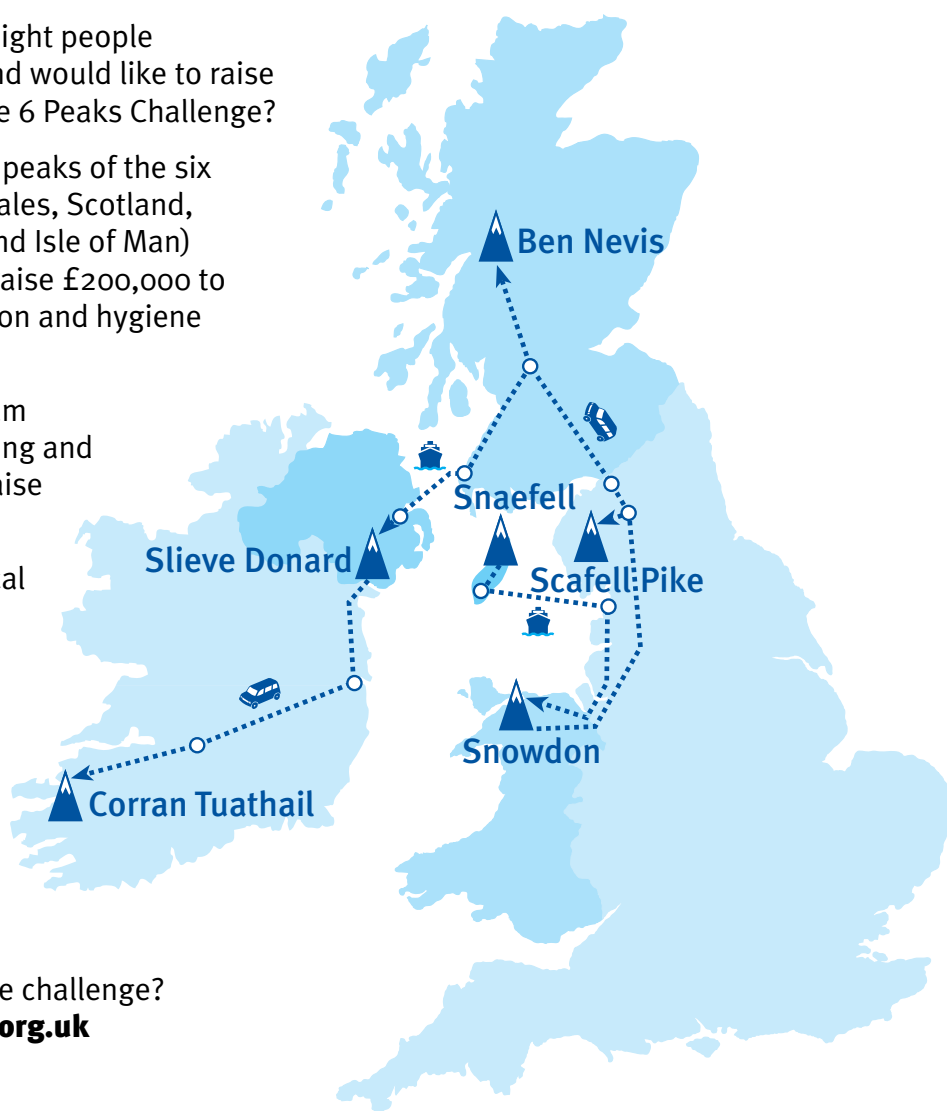 ight people
nd would like to raise
e 6 Peaks Challenge?
peaks of the six
ales, Scotland,
nd Isle of Man)
aise £200,000 to
on and hygiene
m
ng and
aise
al
e challenge?
org.uk
Ben Nevis
Snaefell
Slieve Donard
Scafell Pike
Snowdon
Corran Tuathail